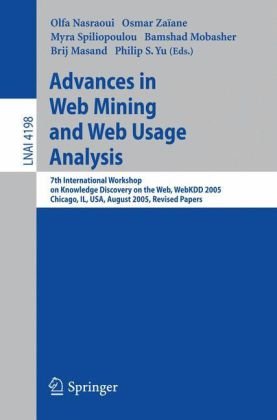 Olfa Nasraoui Osmar Zaïane
Myra Spiliopoulou Bamshad Mobasher
Brij Masand Philip S. Yu (Eds.)
LNAI 4198
Advances in
Web Mining
and Web Usage
Analysis
7th International Workshop
on Knowledge Discovery on the Web, WebKDD 2005
Chicago, IL, USA, August 2005, Revised Papers
Springer